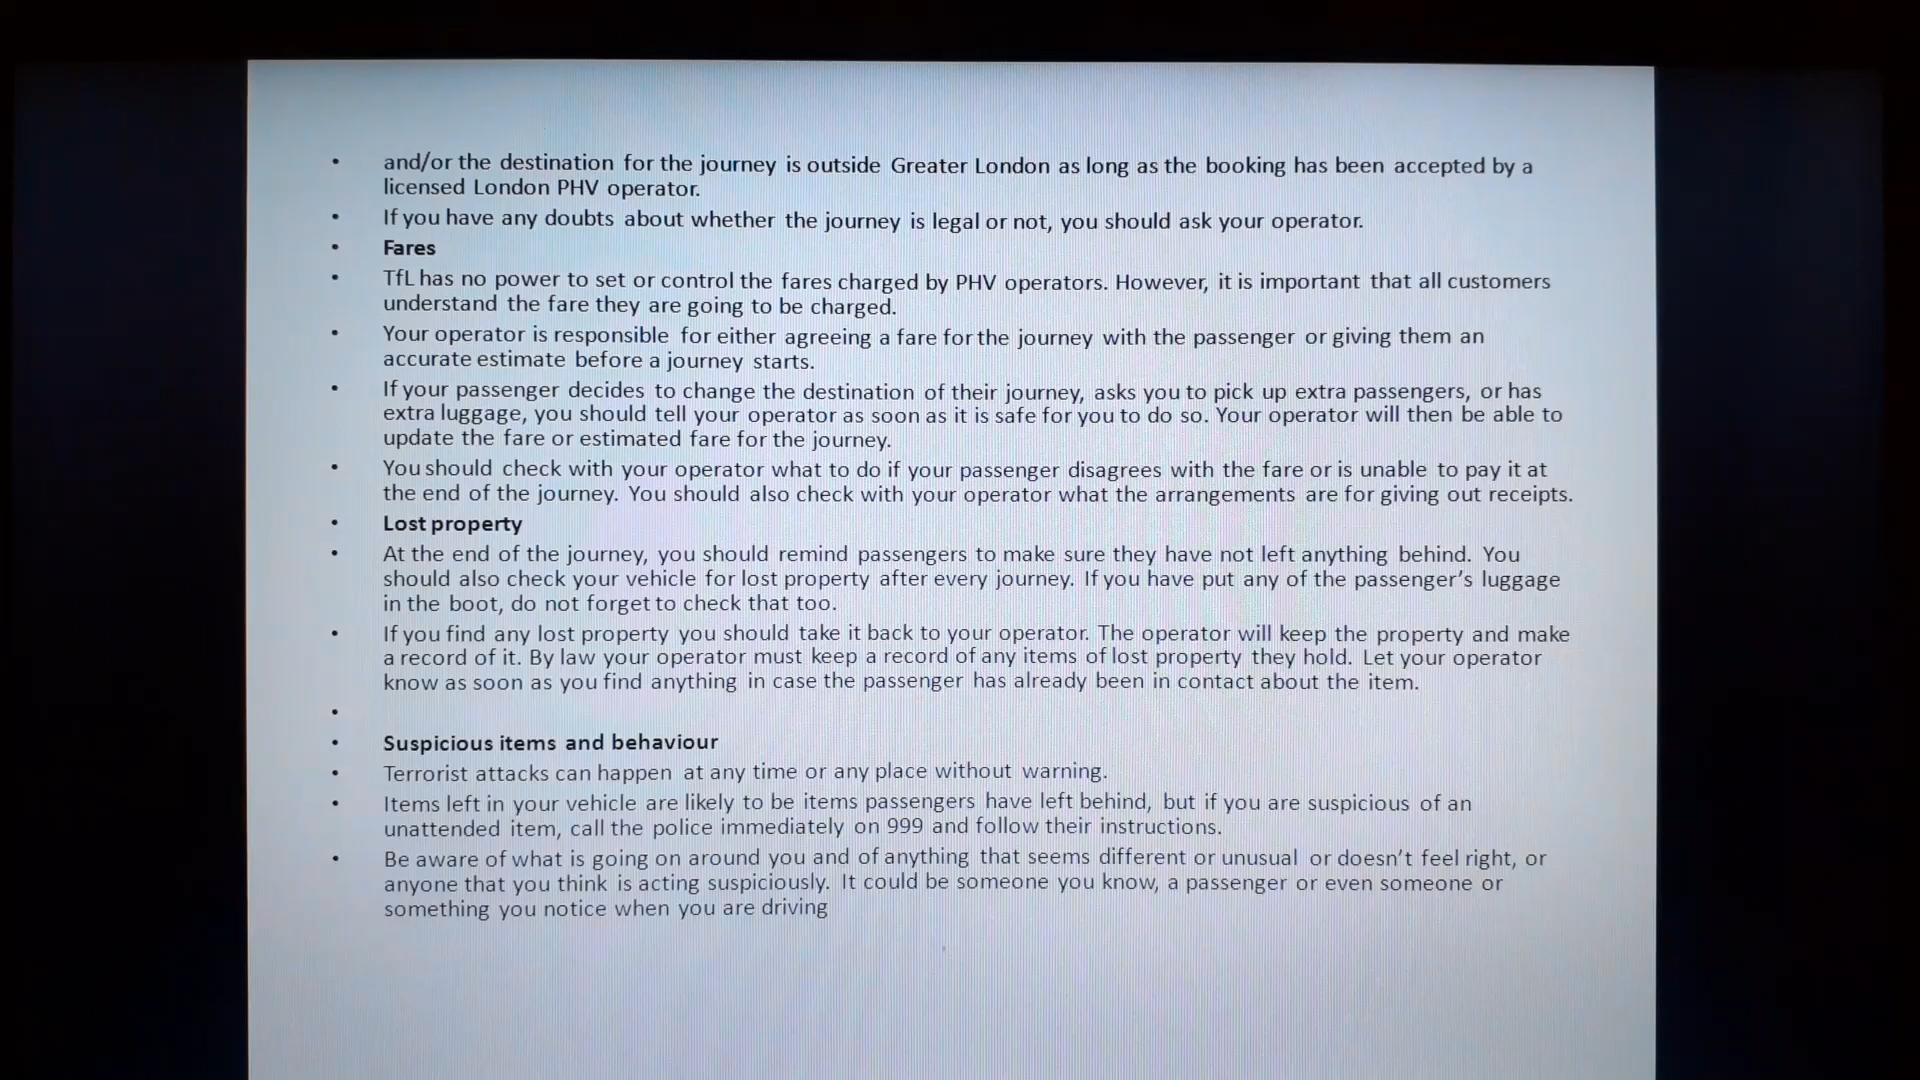 • and/or the destination for the journey is outside Greater London as long as the booking has been accepted by a
licensed London PHV operator.
• If you have any doubts about whether the journey is legal or not, you should ask your operator.
• Fares
• TfL has no power to set or control the fares charged by PHV operators. However, it is important that all customers
understand the fare they are going to be charged.
• Your operator is responsible for either agreeing a fare for the journey with the passenger or giving them an
accurate estimate before a journey starts.
• If your passenger decides to change the destination of their journey, asks you to pick up extra passengers, or has
extra luggage, you should tell your operator as soon as it is safe for you to do so. Your operator will then be able to
update the fare or estimated fare for the journey.
• You should check with your operator what to do if your passenger disagrees with the fare or is unable to pay it at
the end of the journey. You should also check with your operator what the arrangements are for giving out receipts.
• Lost property
• At the end of the journey, you should remind passengers to make sure they have not left anything behind. You
should also check your vehicle for lost property after every journey. If you have put any of the passenger's luggage
in the boot, do not forget to check that too.
• If you find any lost property you should take it back to your operator. The operator will keep the property and make
a record of it. By law your operator must keep a record of any items of lost property they hold. Let your operator
know as soon as you find anything in case the passenger has already been in contact about the item.
•
• Suspicious items and behaviour
• Terrorist attacks can happen at any time or any place without warning.
• Items left in your vehicle are likely to be items passengers have left behind, but if you are suspicious of an
unattended item, call the police immediately on 999 and follow their instructions.
• Be aware of what is going on around you and of anything that seems different or unusual or doesn't feel right, or
anyone that you think is acting suspiciously. It could be someone you know, a passenger or even someone or
something you notice when you are driving